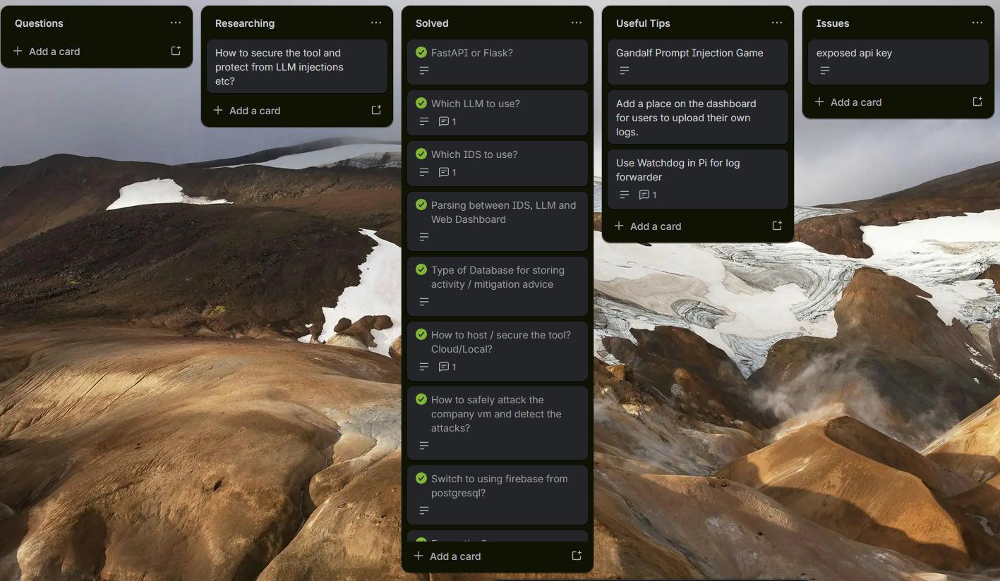 Questions
Add a card
Researching
How to secure the tool and
protect from LLM injections
etc?
Add a card
Solved
FastAPI or Flask?
Which LLM to use?
1
Which IDS to use?
1
Parsing between IDS, LLM and
Web Dashboard
Type of Database for storing
activity / mitigation advice
How to host / secure the tool?
Cloud/Local?
1
How to safely attack the
company vm and detect the
attacks?
Switch to using firebase from
postgresql?
Add a card
Useful Tips
Gandalf Prompt Injection Game
Add a place on the dashboard
for users to upload their own
logs.
Use Watchdog in Pi for log
forwarder
1
Add a card
Issues
exposed api key
Add a card